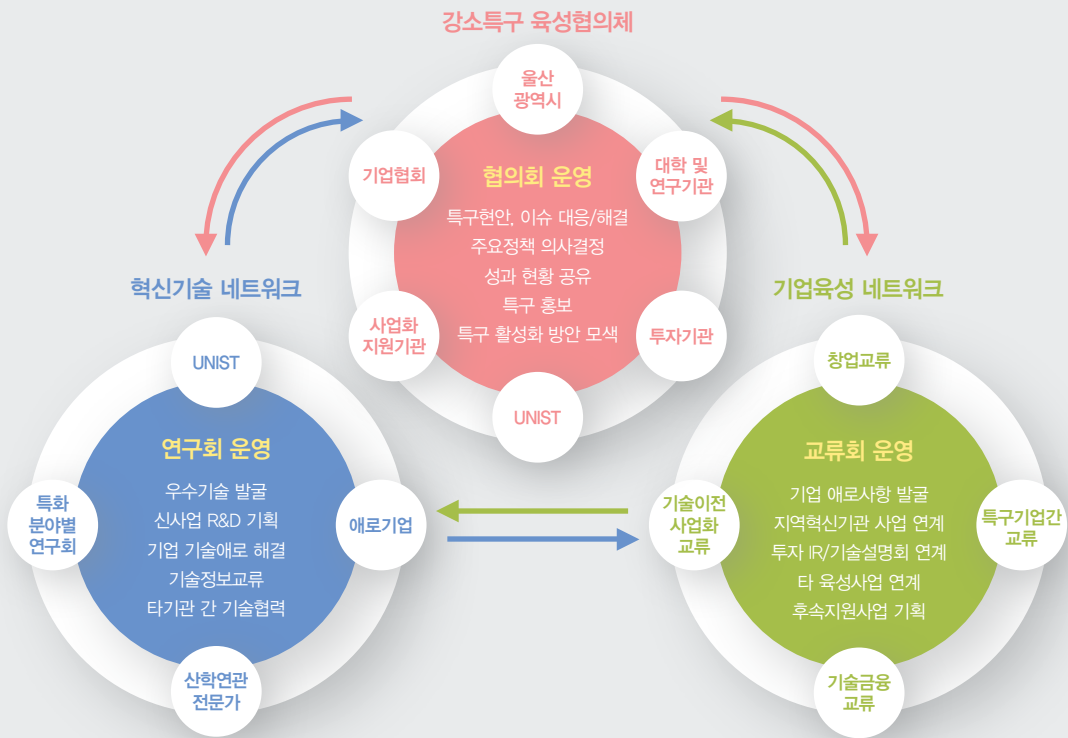 강소특구 육성협의체
울산
광역시
기업협회
대학 및
연구기관
협의회 운영
특구현안, 이슈 대응/해결
주요정책 의사결정
성과 현황 공유
특구 홍보
특구 활성화 방안 모색
사업화
지원기관
투자기관
UNIST
혁신기술 네트워크
UNIST
연구회 운영
우수기술 발굴
신사업 R&D 기획
기업 기술애로 해결
기술정보교류
타기관 간 기술협력
특화
분야별
연구회
애로기업
산학연관
전문가
기업육성 네트워크
창업교류
교류회 운영
기업 애로사항 발굴
지역혁신기관 사업 연계
투자 IR/기술설명회 연계
타 육성사업 연계
후속지원사업 기획
기술이전
사업화
교류
특구기업간
교류
기술금융
교류